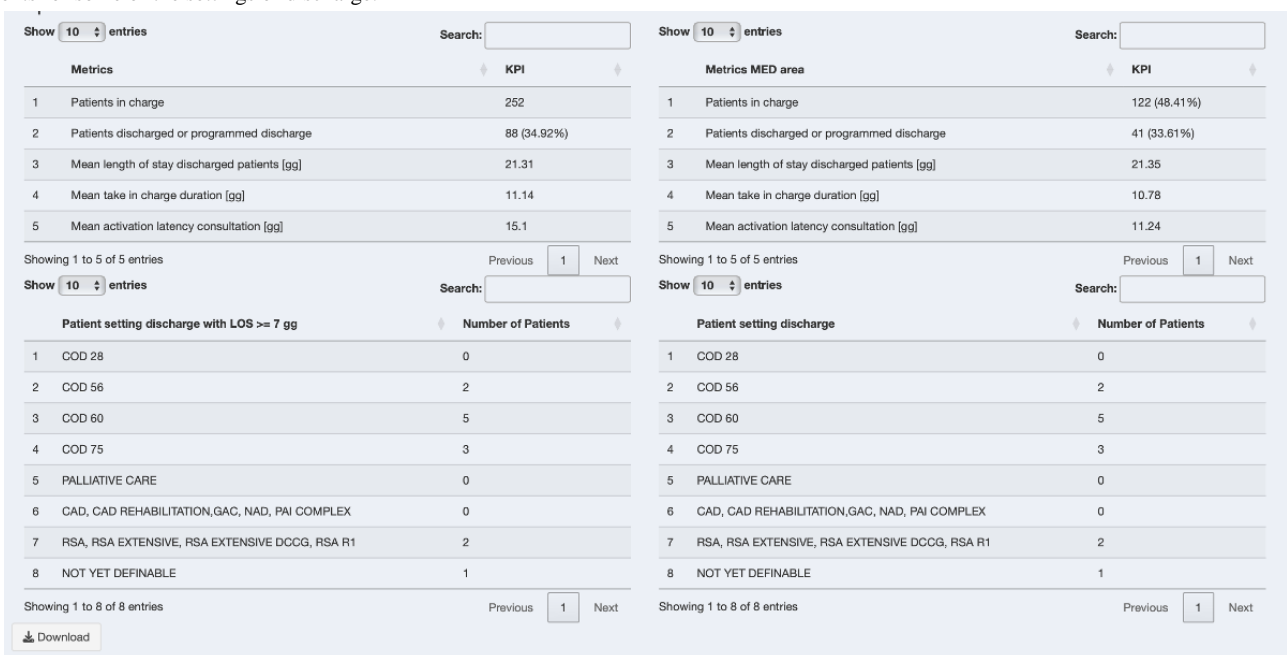 Show 10 entries Search:
Metrics KPI
1 Patients in charge 252
2 Patients discharged or programmed discharge 88 (34.92%)
3 Mean length of stay discharged patients [gg] 21.31
4 Mean take in charge duration [gg] 11.14
5 Mean activation latency consultation [gg] 15.1
Showing 1 to 5 of 5 entries Previous 1 Next
Show 10 entries Search:
Metrics MED area KPI
1 Patients in charge 122 (48.41%)
2 Patients discharged or programmed discharge 41 (33.61%)
3 Mean length of stay discharged patients [gg] 21.35
4 Mean take in charge duration [gg] 10.78
5 Mean activation latency consultation [gg] 11.24
Showing 1 to 5 of 5 entries Previous 1 Next
Show 10 entries Search:
Patient setting discharge with LOS >= 7 gg Number of Patients
1 COD 28 0
2 COD 56 2
3 COD 60 5
4 COD 75 3
5 PALLIATIVE CARE 0
6 CAD, CAD REHABILITATION,GAC, NAD, PAI COMPLEX 0
7 RSA, RSA EXTENSIVE, RSA EXTENSIVE DCCG, RSA R1 2
8 NOT YET DEFINABLE 1
Showing 1 to 8 of 8 entries Previous 1 Next
Show 10 entries Search:
Patient setting discharge Number of Patients
1 COD 28 0
2 COD 56 2
3 COD 60 5
4 COD 75 3
5 PALLIATIVE CARE 0
6 CAD, CAD REHABILITATION,GAC, NAD, PAI COMPLEX 0
7 RSA, RSA EXTENSIVE, RSA EXTENSIVE DCCG, RSA R1 2
8 NOT YET DEFINABLE 1
Showing 1 to 8 of 8 entries Previous 1 Next
Download